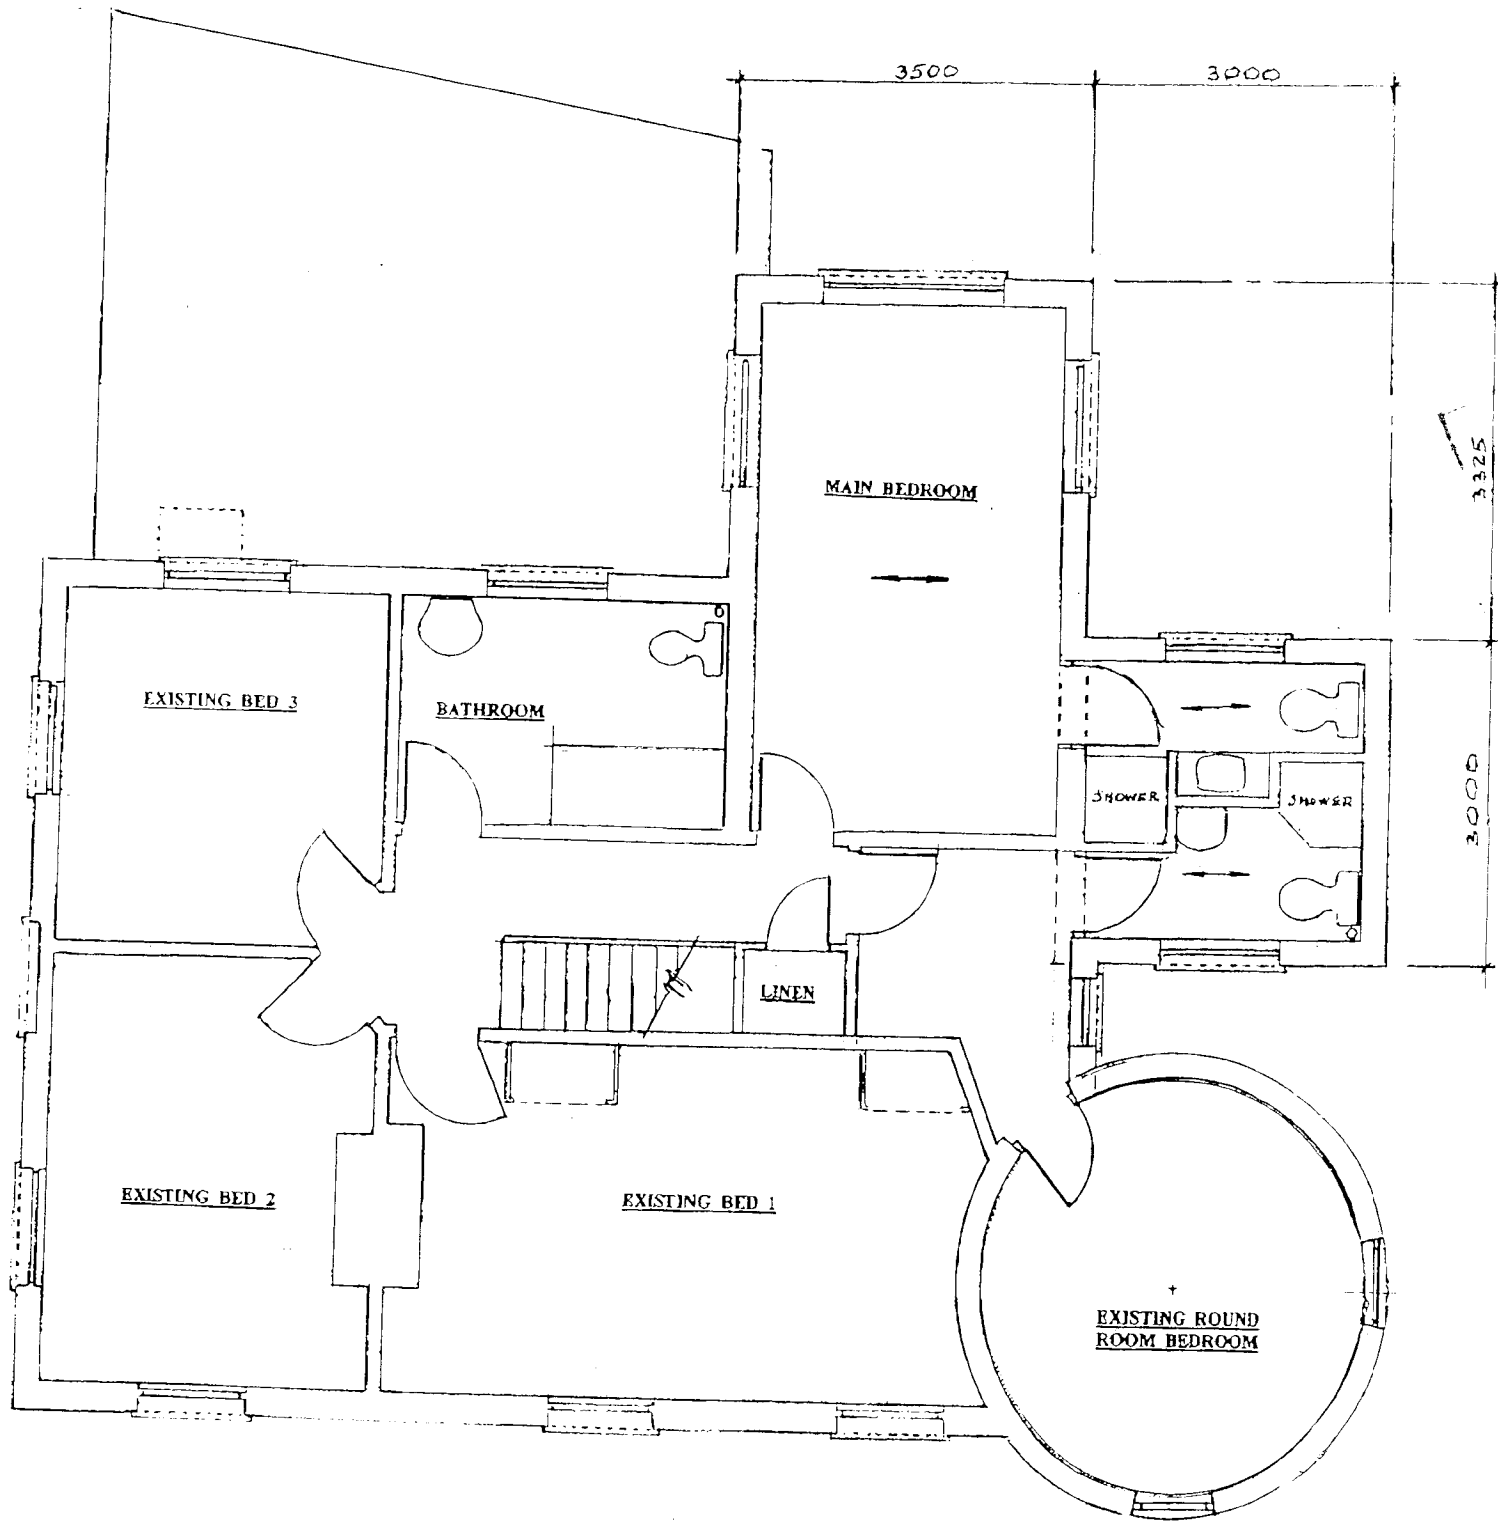 3500
3000
3325
MAIN BEDROOM
EXISTING BED 3
BATHROOM
SHOWER
SHOWER
3000
LINEN
EXISTING BED 2
EXISTING BED 1
EXISTING ROUND
ROOM BEDROOM